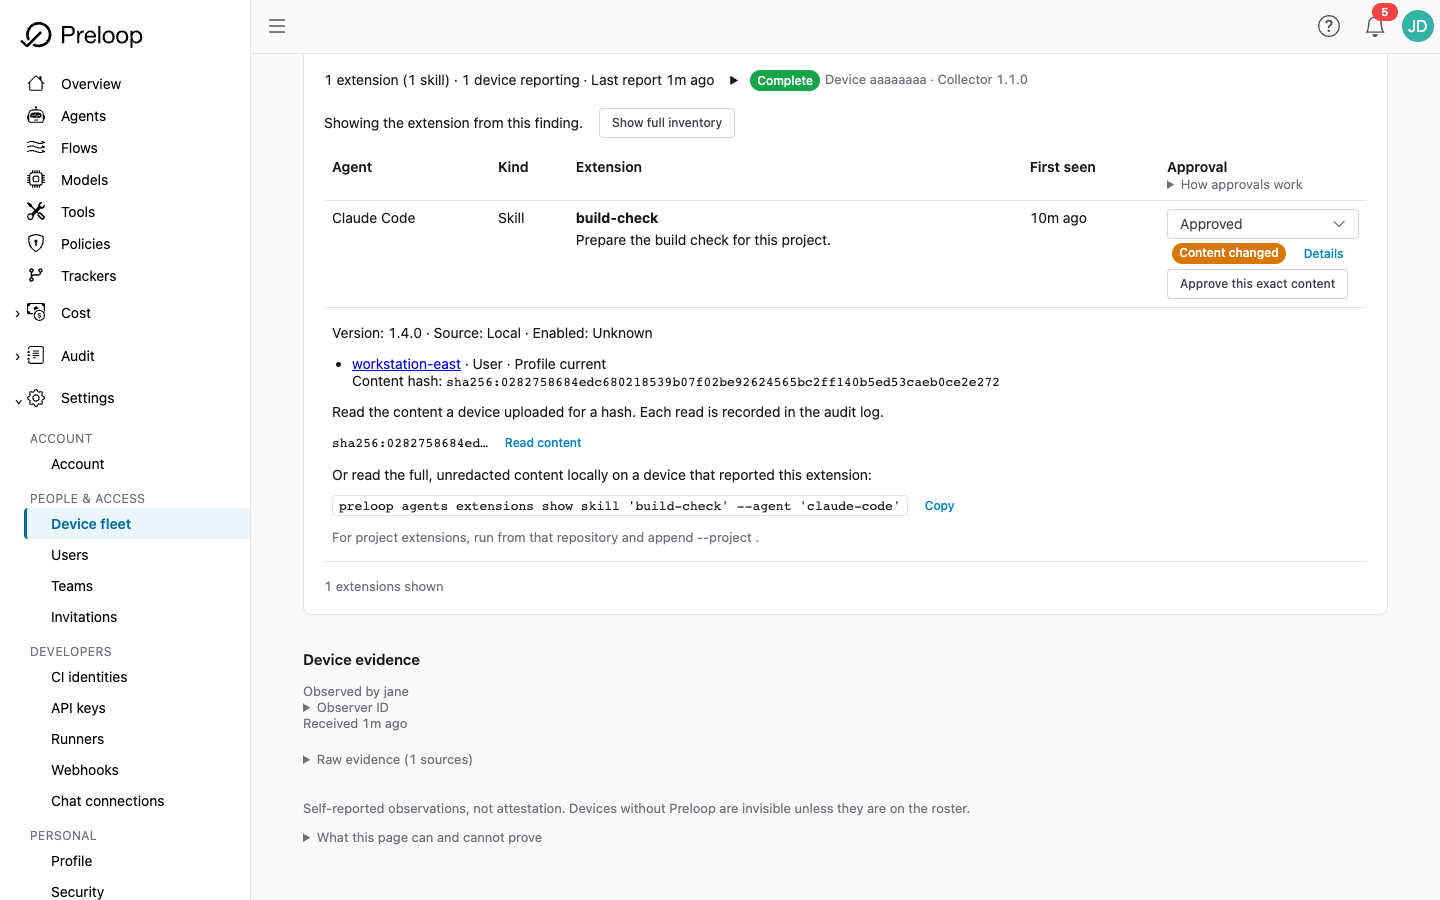 Preloop
Overview
Agents
Flows
Models
Tools
Policies
Trackers
Cost
Audit
Settings
ACCOUNT
Account
PEOPLE & ACCESS
Device fleet
Users
Teams
Invitations
DEVELOPERS
CI identities
API keys
Runners
Webhooks
Chat connections
PERSONAL
Profile
Security
5
JD
1 extension (1 skill) · 1 device reporting · Last report 1m ago Complete Device aaaaaaaa · Collector 1.1.0
Showing the extension from this finding. Show full inventory
Agent Kind Extension First seen Approval
How approvals work
Claude Code Skill build-check 10m ago Approved
Prepare the build check for this project.
Content changed Details
Approve this exact content
Version: 1.4.0 · Source: Local · Enabled: Unknown
workstation-east · User · Profile current
Content hash: sha256:0282758684edc680218539b07f02be92624565bc2ff140b5ed53caeb0ce2e272
Read the content a device uploaded for a hash. Each read is recorded in the audit log.
sha256:0282758684ed… Read content
Or read the full, unredacted content locally on a device that reported this extension:
preloop agents extensions show skill 'build-check' --agent 'claude-code' Copy
For project extensions, run from that repository and append --project .
1 extensions shown
Device evidence
Observed by jane
Observer ID
Received 1m ago
Raw evidence (1 sources)
Self-reported observations, not attestation. Devices without Preloop are invisible unless they are on the roster.
What this page can and cannot prove